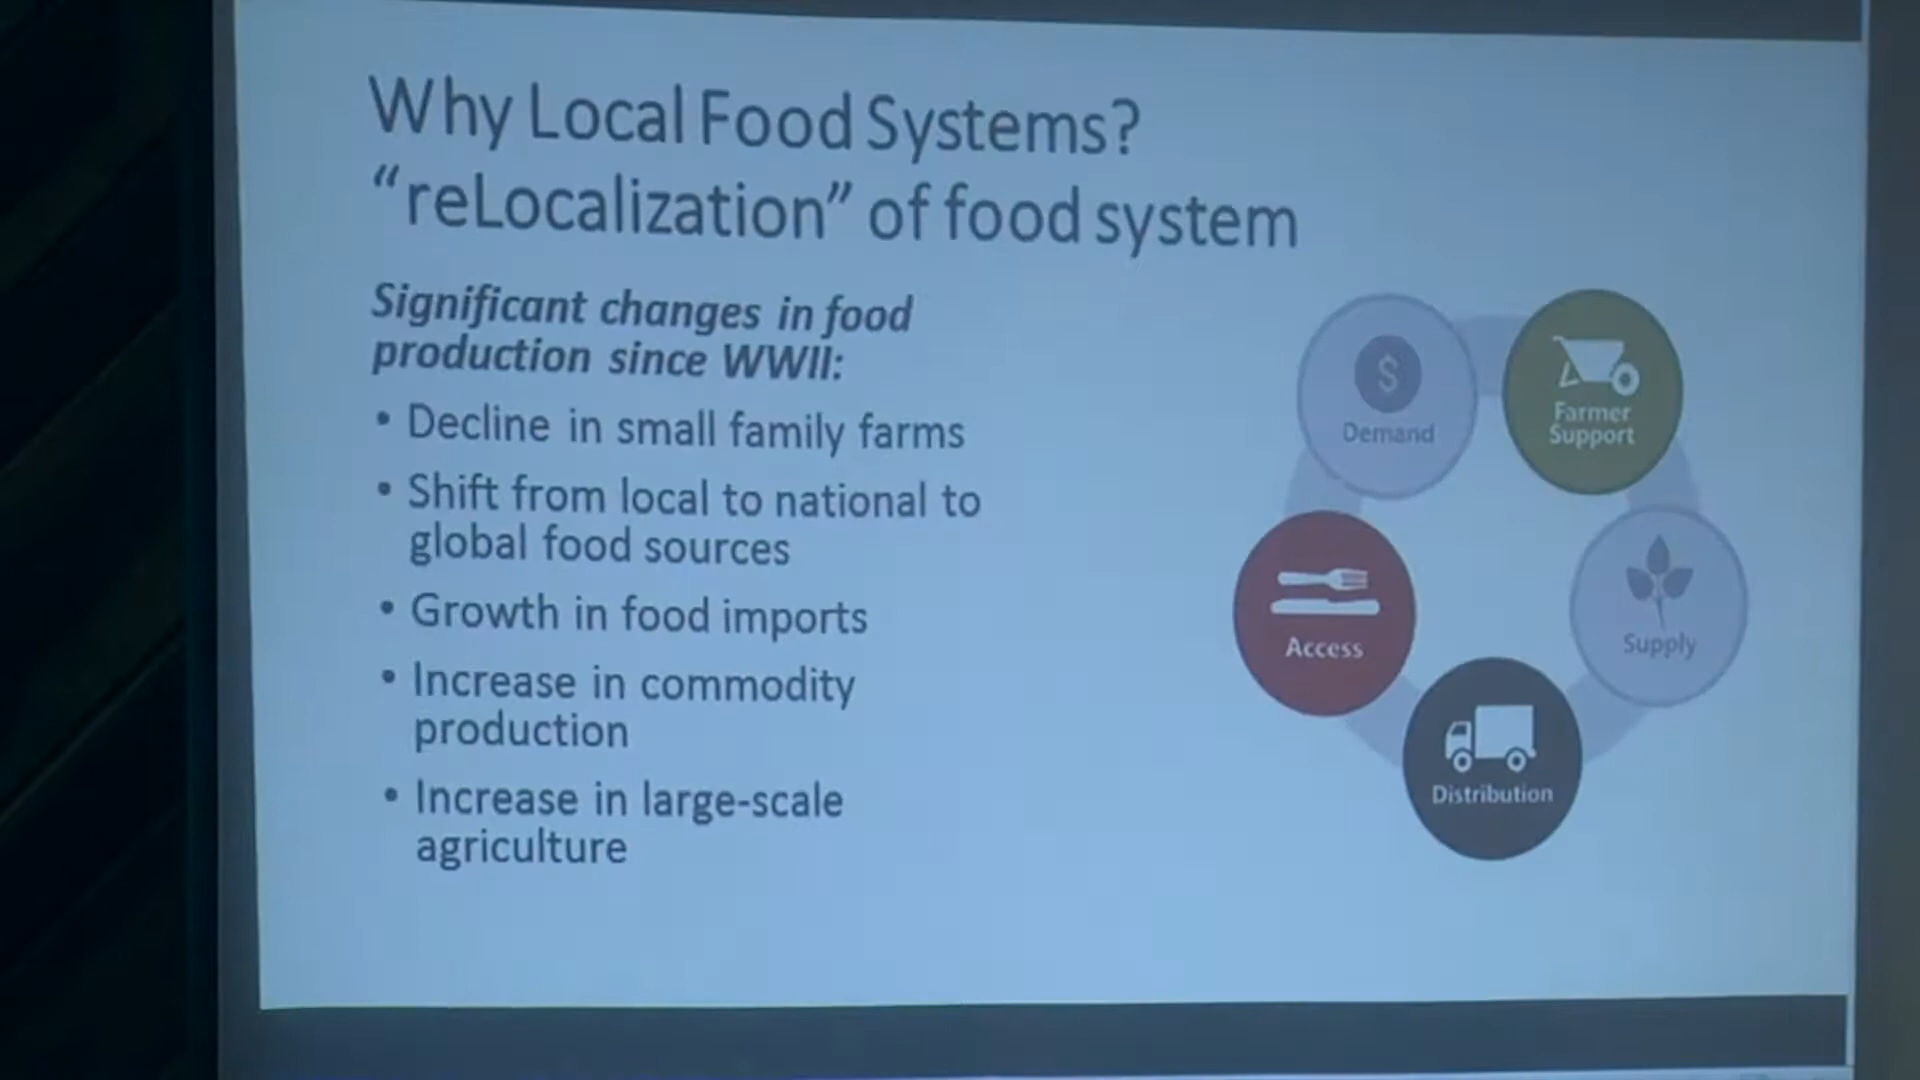 Why Local Food Systems?
“reLocalization” of food system
Significant changes in food
production since WWII:
• Decline in small family farms
• Shift from local to national to
global food sources
• Growth in food imports
• Increase in commodity
production
• Increase in large-scale
agriculture
$
Demand
Farmer
Support
Access
Supply
Distribution